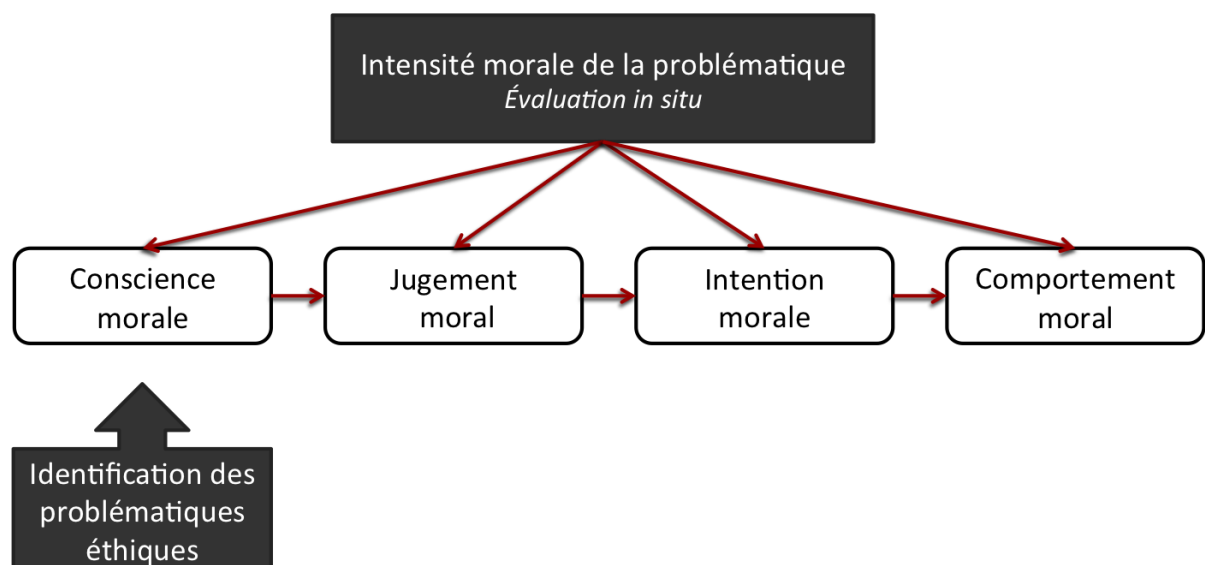 Intensité morale de la problématique
Évaluation in situ
Conscience
morale
Jugement
moral
Intention
morale
Comportement
moral
Identification des
problématiques
éthiques